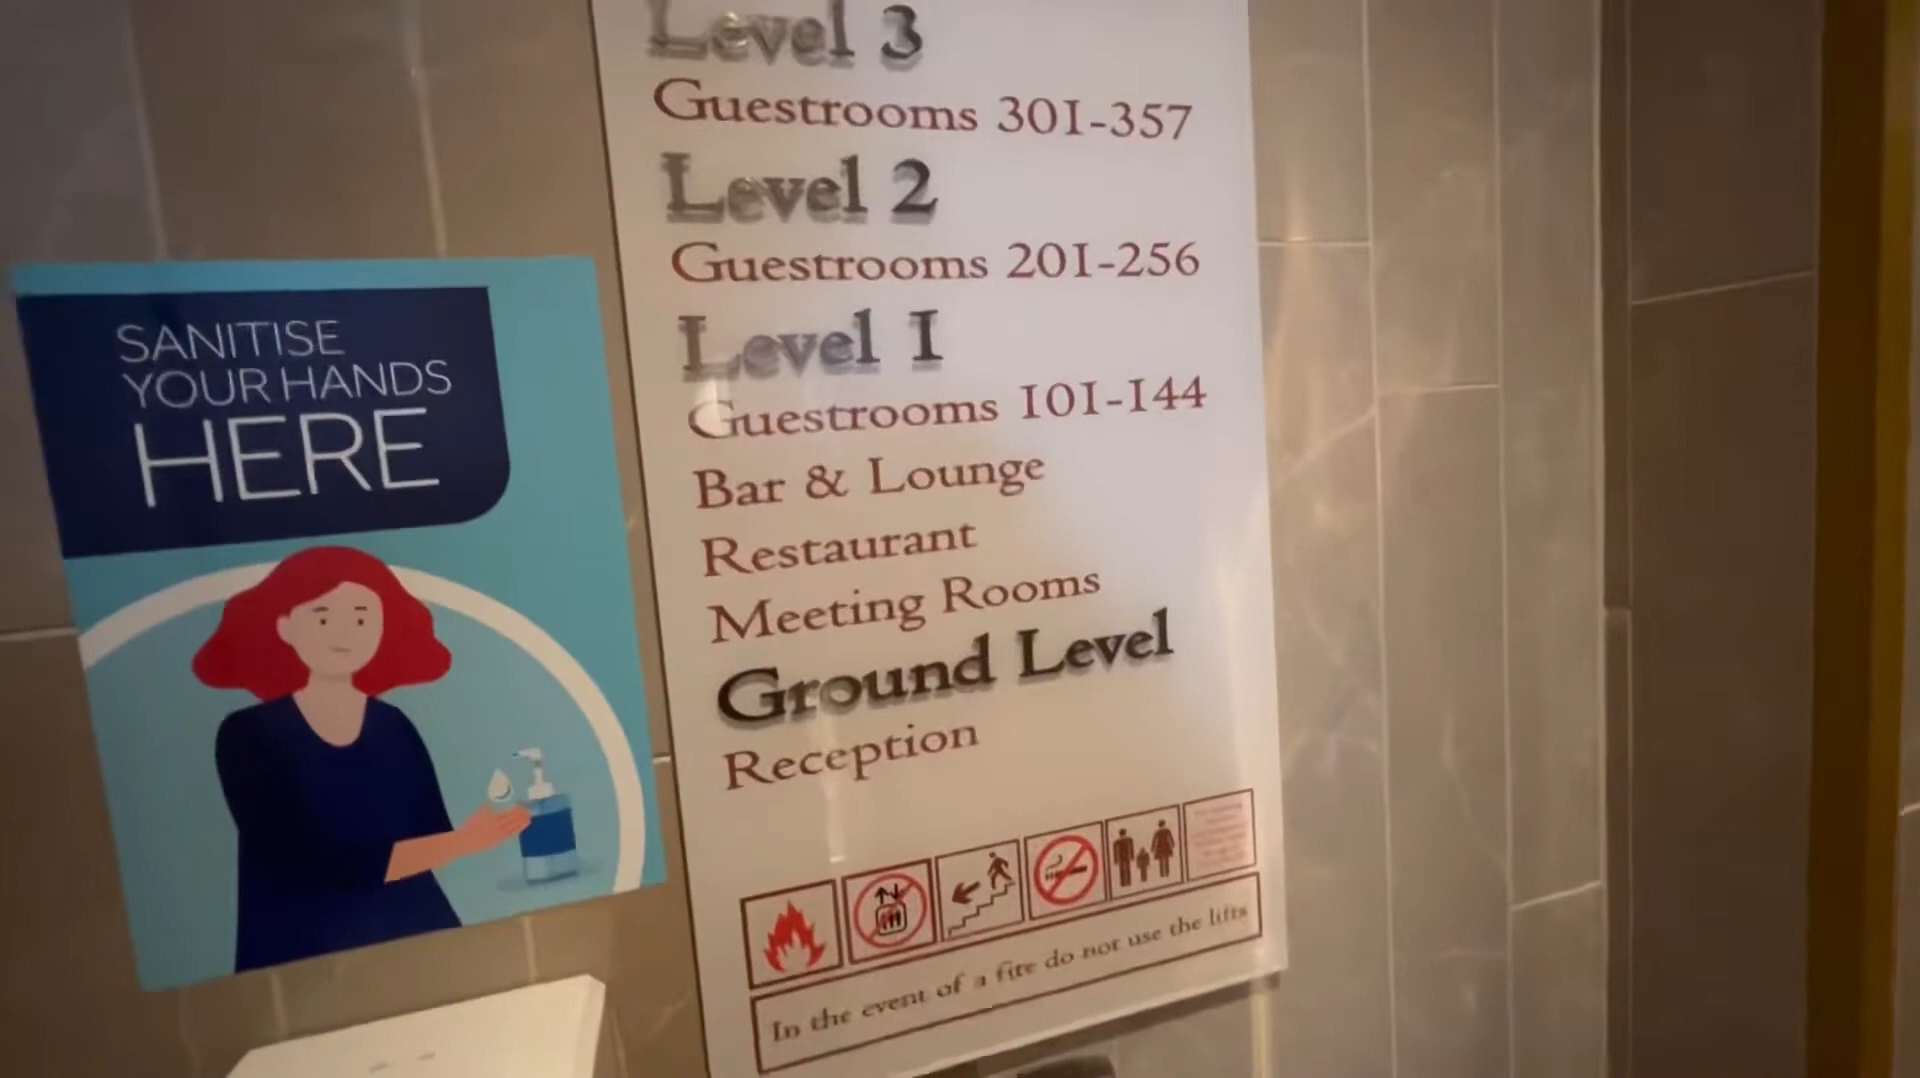 SANITISE
YOUR HANDS
HERE
Level 3
Guestrooms 301-357
Level 2
Guestrooms 201-256
Level 1
Guestrooms 101-144
Bar & Lounge
Restaurant
Meeting Rooms
Ground Level
Reception
In the event of a fire do not use the lifts